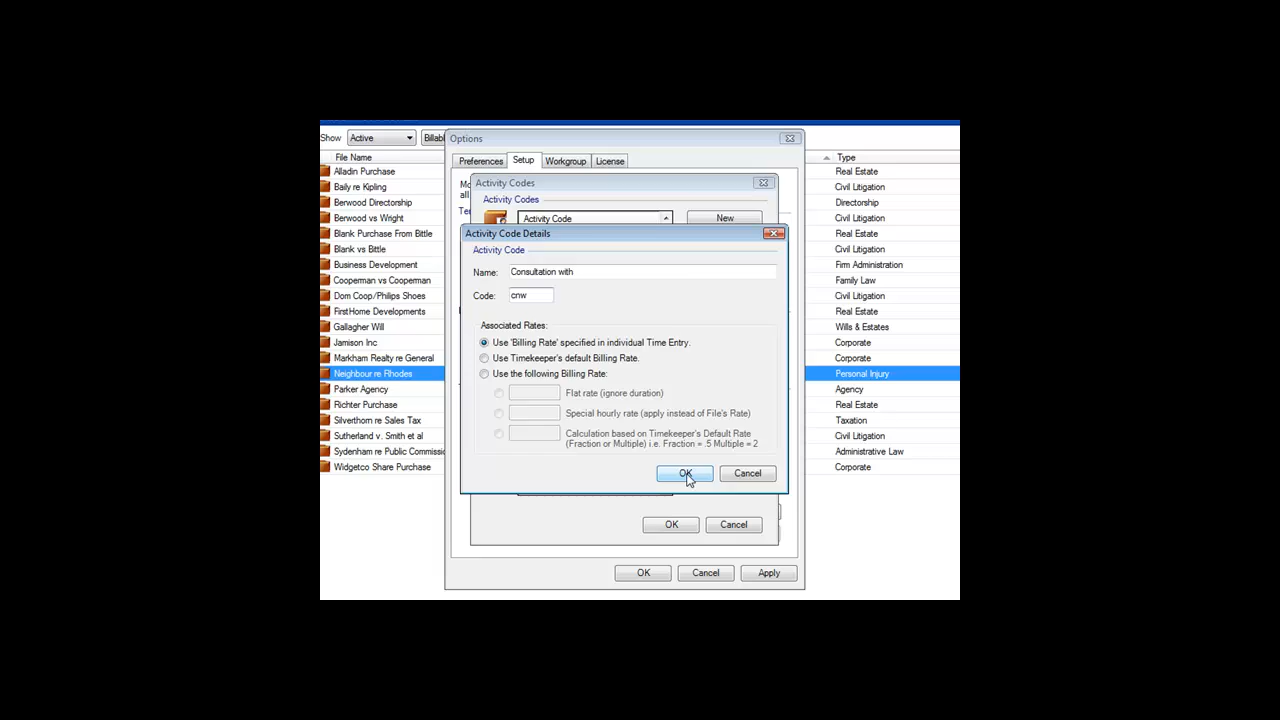 Show Active Billabl
File Name
Type
Alladin Purchase Real Estate
Baily re Kipling Civil Litigation
Berwood Directorship Directorship
Berwood vs Wright Civil Litigation
Blank Purchase From Bittle Real Estate
Blank vs Bittle Civil Litigation
Business Development Firm Administration
Cooperman vs Cooperman Family Law
Dom Coop/Philips Shoes Civil Litigation
FirstHome Developments Real Estate
Gallagher Will Wills & Estates
Jamison Inc Corporate
Markham Realty re General Corporate
Neighbour re Rhodes Personal Injury
Parker Agency Agency
Richter Purchase Real Estate
Silverthorn re Sales Tax Taxation
Sutherland v. Smith et al Civil Litigation
Sydenham re Public Commissio Administrative Law
Widgetco Share Purchase Corporate
Options
Preferences Setup Workgroup License
Mo
all
Ter
Activity Codes
Activity Codes
Activity Code New
Activity Code Details
Activity Code
Name: Consultation with
Code: cnw
Associated Rates:
Use 'Billing Rate' specified in individual Time Entry.
Use Timekeeper's default Billing Rate.
Use the following Billing Rate:
Flat rate (ignore duration)
Special hourly rate (apply instead of File's Rate)
Calculation based on Timekeeper's Default Rate
(Fraction or Multiple) i.e. Fraction = .5 Multiple = 2
OK Cancel
OK Cancel
OK Cancel Apply